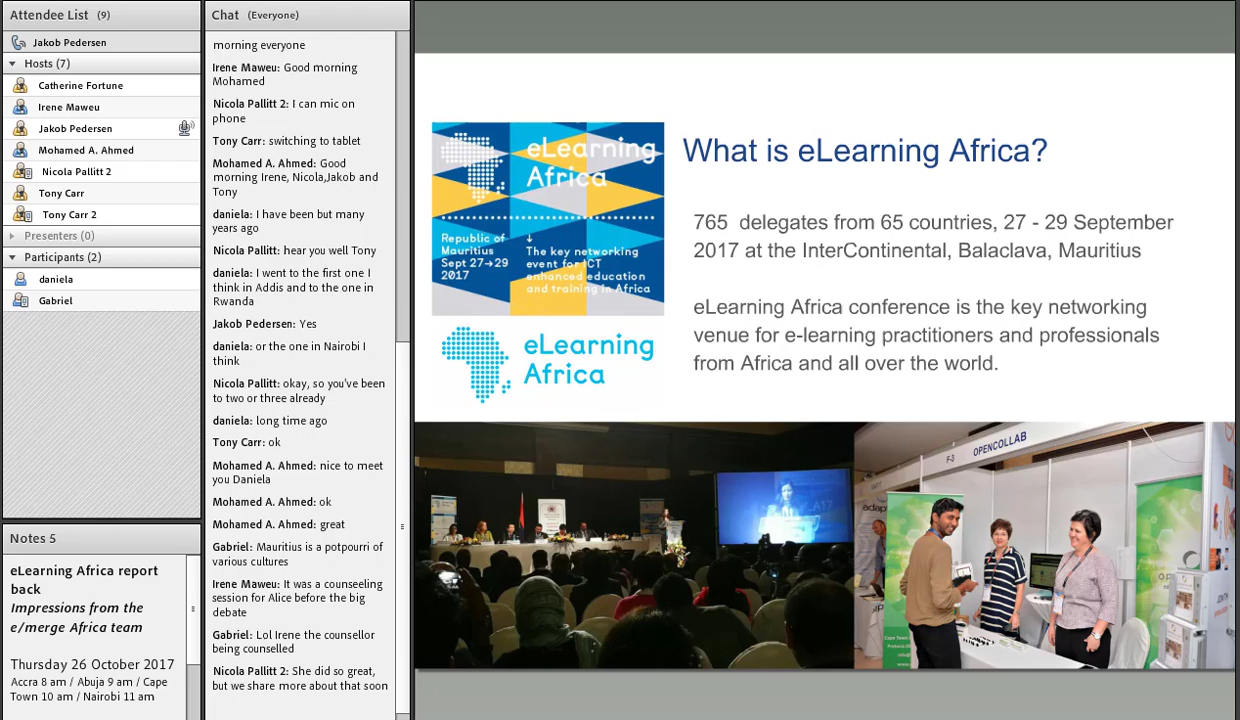 Attendee List (9)
Jakob Pedersen
Hosts (7)
Catherine Fortune
Irene Maweu
Jakob Pedersen
Mohamed A. Ahmed
Nicola Pallitt 2
Tony Carr
Tony Carr 2
Presenters (0)
Participants (2)
daniela
Gabriel
Notes 5
eLearning Africa report
back
Impressions from the
e/merge Africa team
Thursday 26 October 2017
Accra 8 am / Abuja 9 am / Cape
Town 10 am / Nairobi 11 am
Chat (Everyone)
morning everyone
Irene Maweu: Good morning
Mohamed
Nicola Pallitt 2: I can mic on
phone
Tony Carr: switching to tablet
Mohamed A. Ahmed: Good
morning Irene, Nicola,Jakob and
Tony
daniela: I have been but many
years ago
Nicola Pallitt: hear you well Tony
daniela: I went to the first one I
think in Addis and to the one in
Rwanda
Jakob Pedersen: Yes
daniela: or the one in Nairobi I
think
Nicola Pallitt: okay, so you've been
to two or three already
daniela: long time ago
Tony Carr: ok
Mohamed A. Ahmed: nice to meet
you Daniela
Mohamed A. Ahmed: ok
Mohamed A. Ahmed: great
Gabriel: Mauritius is a potpourri of
various cultures
Irene Maweu: It was a counseeling
session for Alice before the big
debate
Gabriel: Lol Irene the counsellor
being counselled
Nicola Pallitt 2: She did so great,
but we share more about that soon
eLearning
Africa
Republic of
Mauritius
Sept 27→29
2017
↓
The key networking
event for ICT
enhanced education
and training in Africa
eLearning
Africa
What is eLearning Africa?
765 delegates from 65 countries, 27 - 29 September
2017 at the InterContinental, Balaclava, Mauritius
eLearning Africa conference is the key networking
venue for e-learning practitioners and professionals
from Africa and all over the world.
F-3 OPENCOLLAB